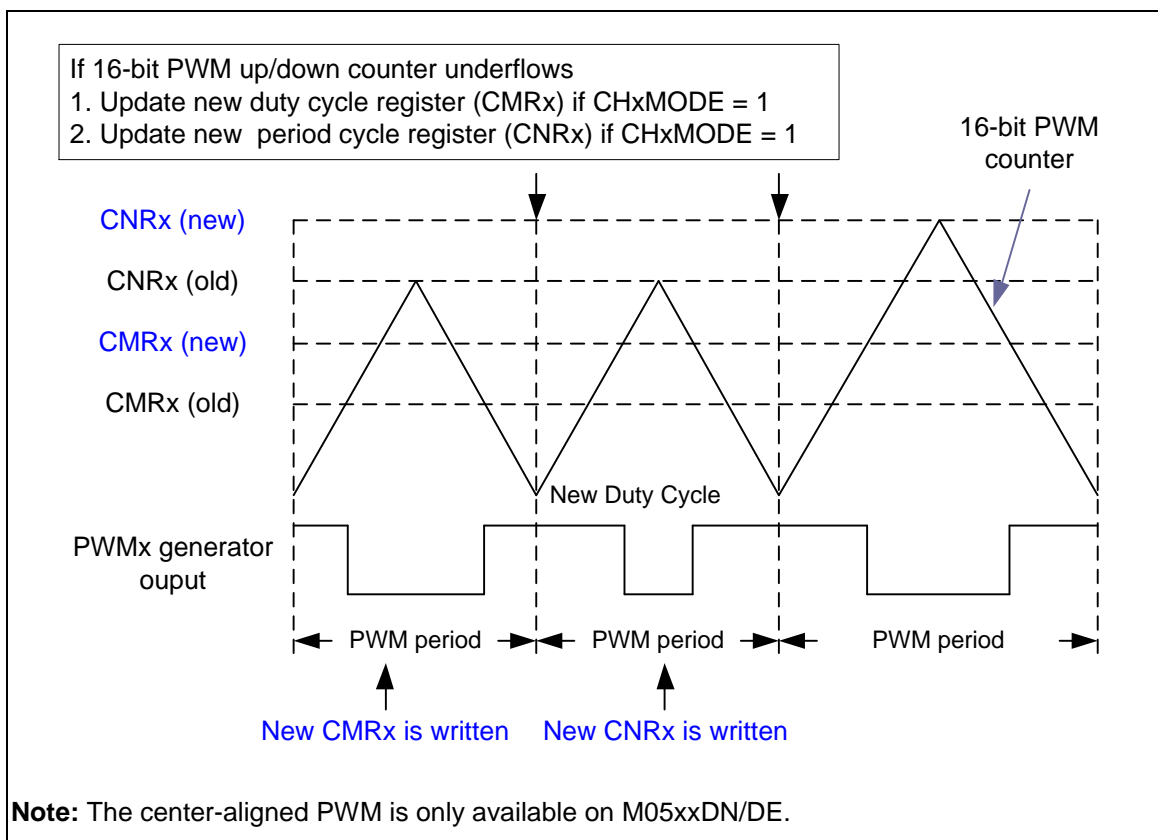 If 16-bit PWM up/down counter underflows
1. Update new duty cycle register (CMRx) if CHxMODE = 1
2. Update new period cycle register (CNRx) if CHxMODE = 1
16-bit PWM
counter
CNRx (new)
CNRx (old)
CMRx (new)
CMRx (old)
New Duty Cycle
PWMx generator
ouput
PWM period
PWM period
PWM period
New CMRx is written
New CNRx is written
Note: The center-aligned PWM is only available on M05xxDN/DE.